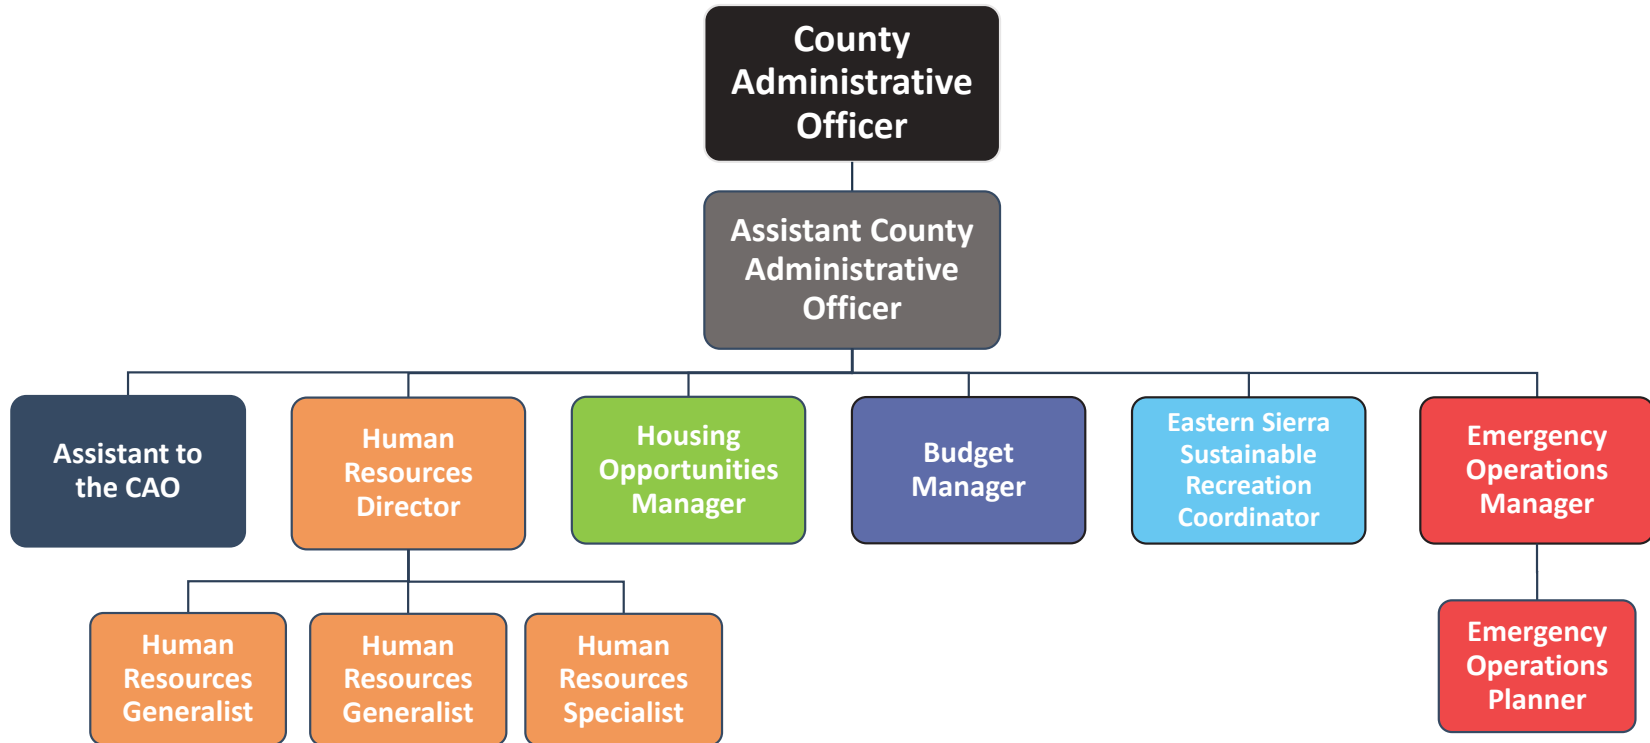 County
Administrative
Officer
Assistant County
Administrative
Officer
Assistant to
the CAO
Human
Resources
Director
Housing
Opportunities
Manager
Budget
Manager
Eastern Sierra
Sustainable
Recreation
Coordinator
Emergency
Operations
Manager
Human
Resources
Generalist
Human
Resources
Generalist
Human
Resources
Specialist
Emergency
Operations
Planner